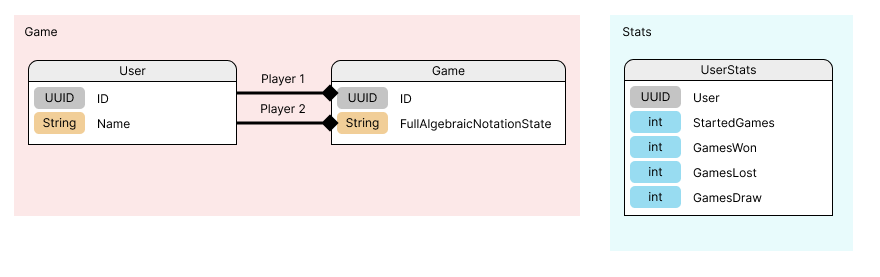 Game
User
UUID ID
String Name
Player 1
Player 2
Game
UUID ID
String FullAlgebraicNotationState
Stats
UserStats
UUID User
int StartedGames
int GamesWon
int GamesLost
int GamesDraw